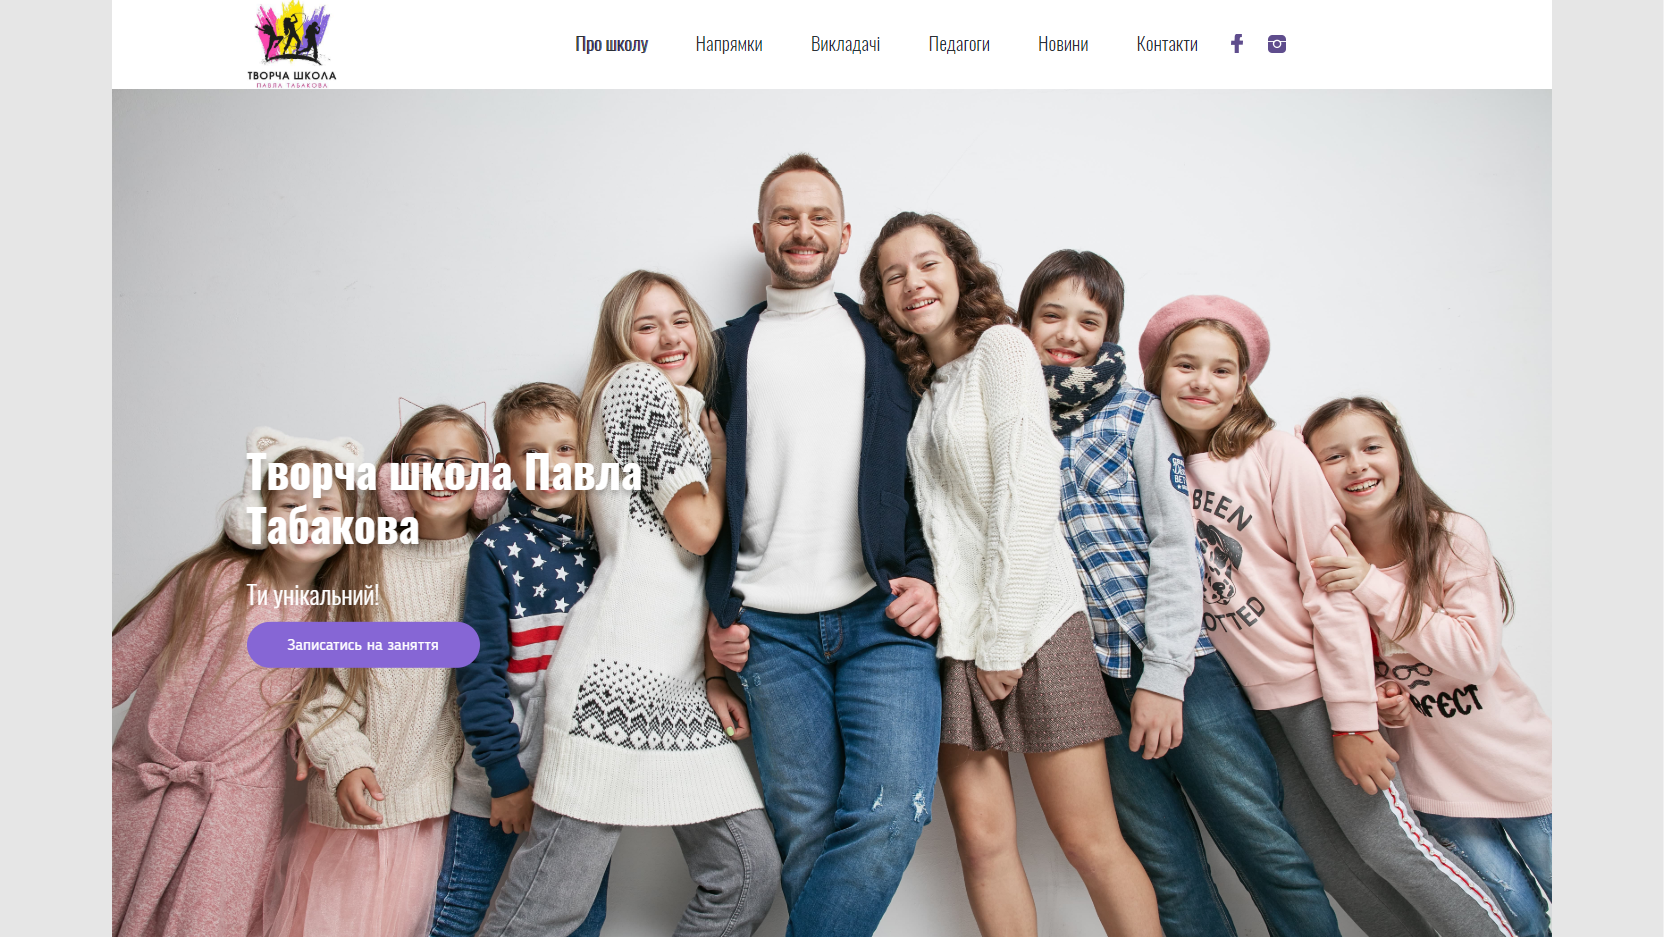 ТВОРЧА ШКОЛА
ПАВЛА ТАБАКОВА
Про школу
Напрямки
Викладачі
Педагоги
Новини
Контакти
Творча школа Павла
Табакова
Ти унікальний!
Записатись на заняття
BEEN